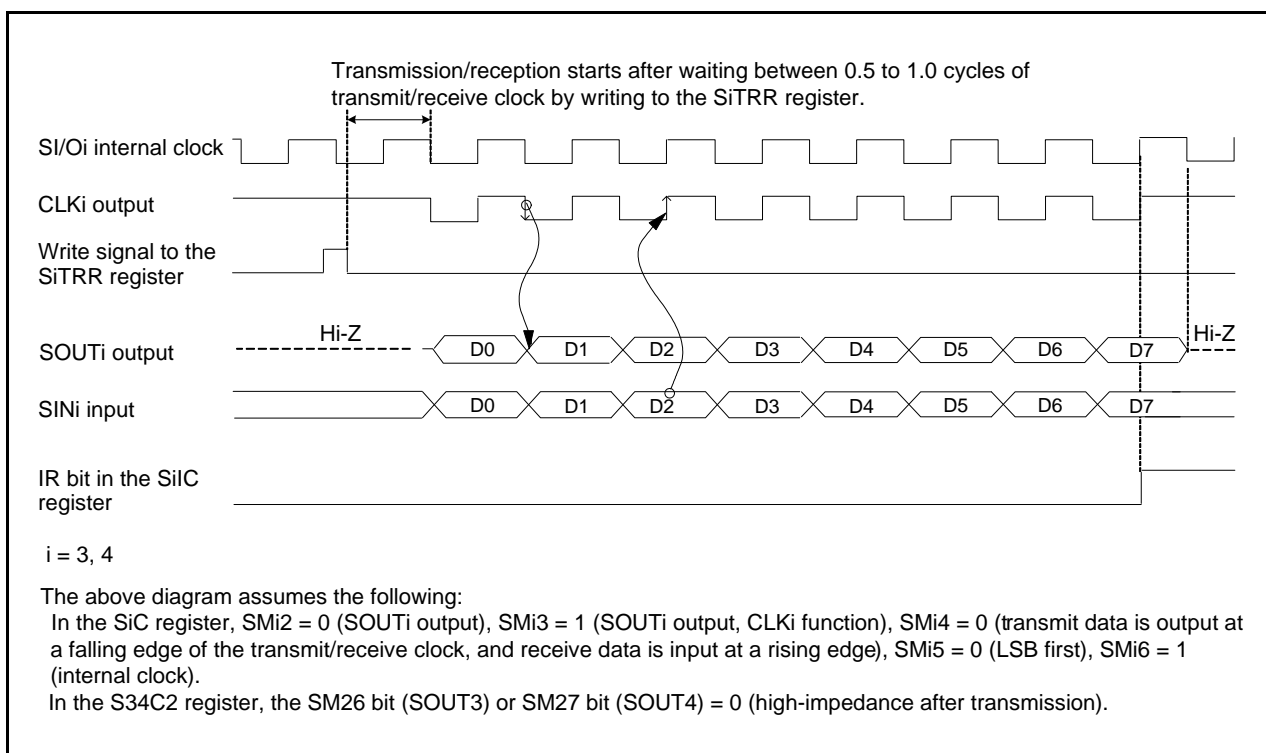 Transmission/reception starts after waiting between 0.5 to 1.0 cycles of
transmit/receive clock by writing to the SiTRR register.
SI/Oi internal clock
CLKi output
Write signal to the
SiTRR register
Hi-Z
Hi-Z
SOUTi output
D0 D1 D2 D3 D4 D5 D6 D7
SINi input
D0 D1 D2 D3 D4 D5 D6 D7
IR bit in the SiIC
register
i = 3, 4
The above diagram assumes the following:
In the SiC register, SMi2 = 0 (SOUTi output), SMi3 = 1 (SOUTi output, CLKi function), SMi4 = 0 (transmit data is output at
a falling edge of the transmit/receive clock, and receive data is input at a rising edge), SMi5 = 0 (LSB first), SMi6 = 1
(internal clock).
In the S34C2 register, the SM26 bit (SOUT3) or SM27 bit (SOUT4) = 0 (high-impedance after transmission).